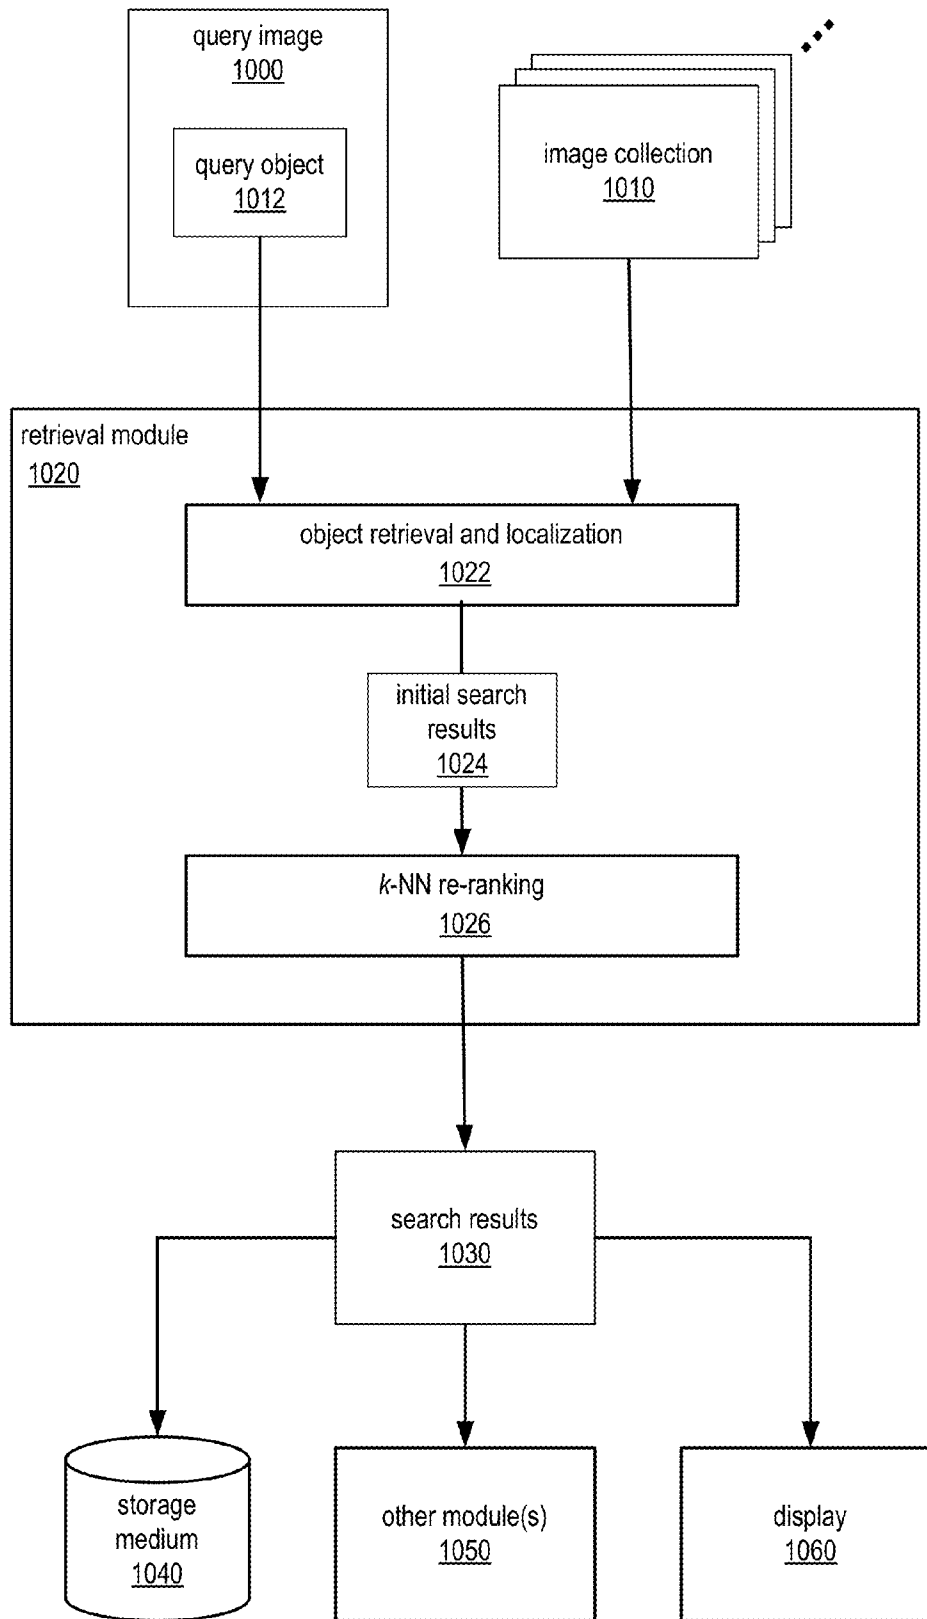 query image
1000
query object
1012
image collection
1010
retrieval module
1020
object retrieval and localization
1022
initial search
results
1024
k-NN re-ranking
1026
search results
1030
storage
medium
1040
other module(s)
1050
display
1060